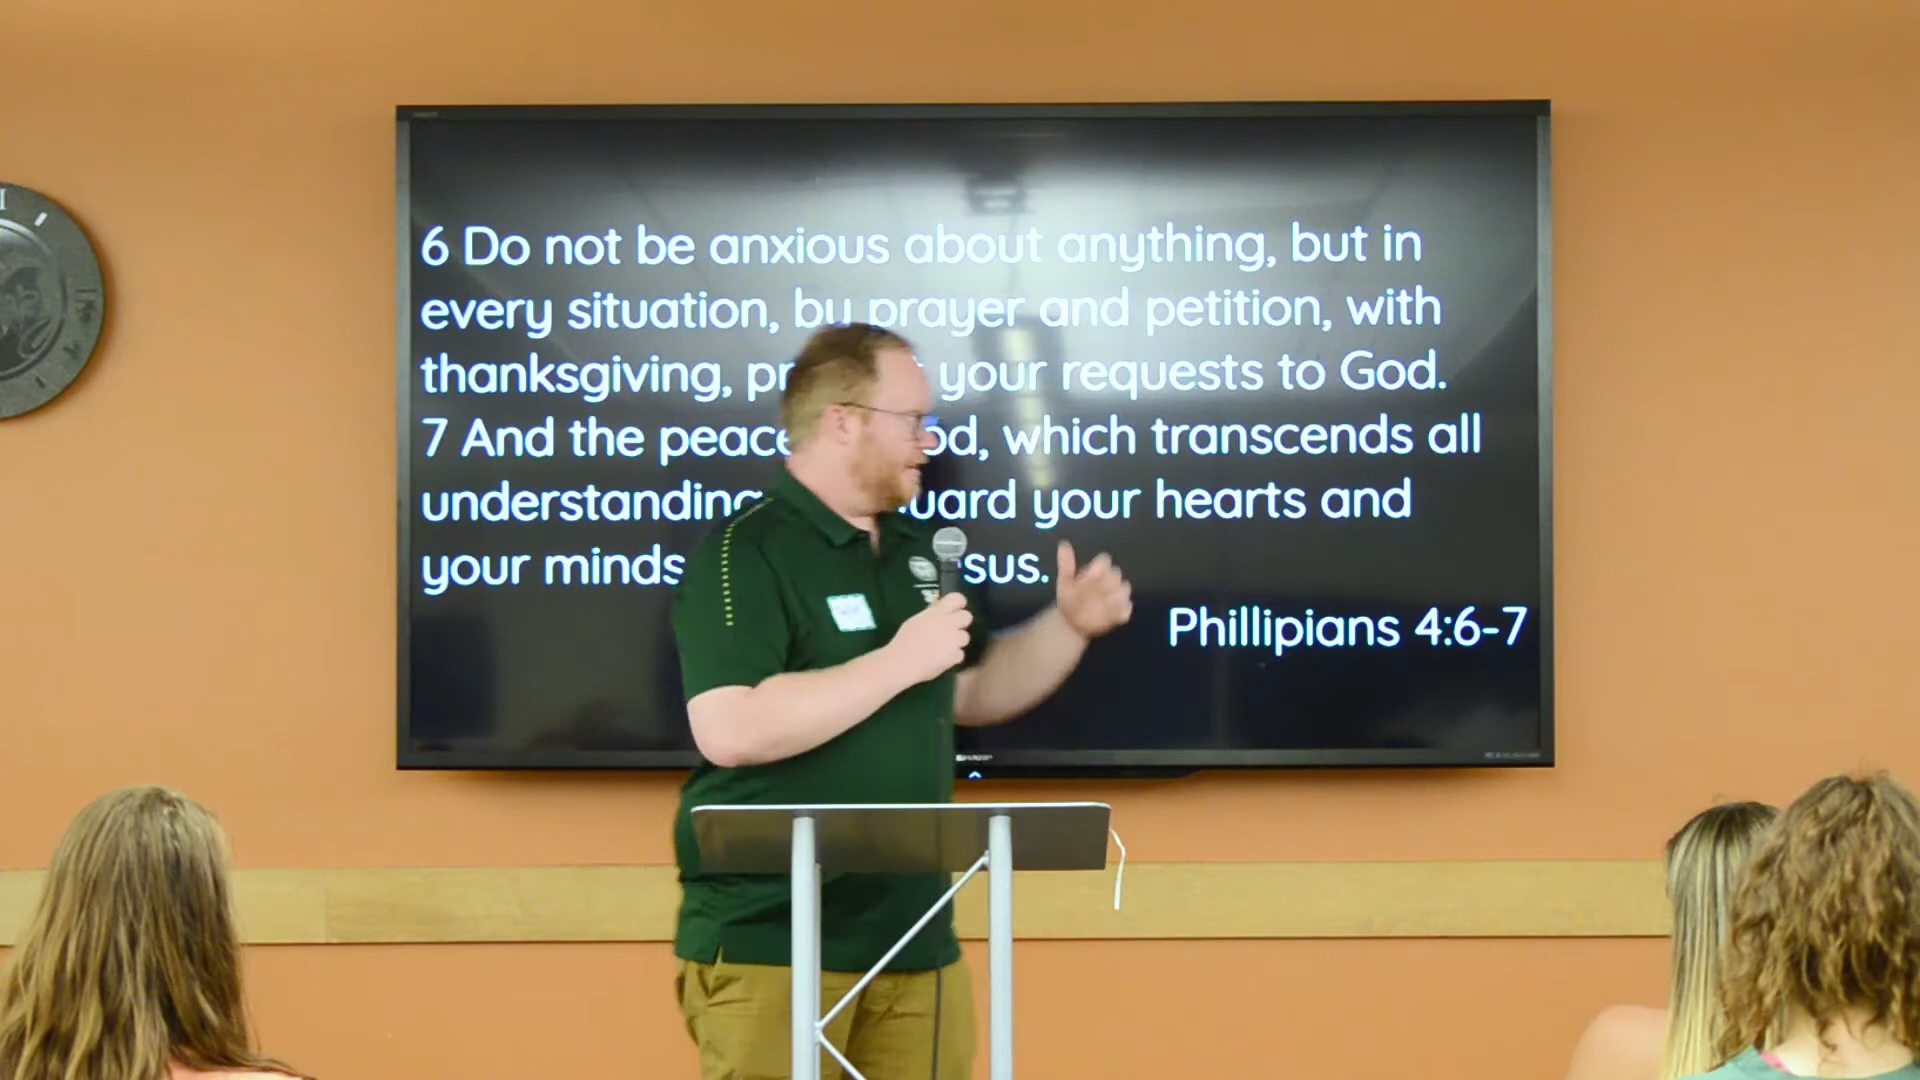 6 Do not be anxious about anything, but in
every situation, by prayer and petition, with
thanksgiving, pr your requests to God.
7 And the peace od, which transcends all
understanding uard your hearts and
your minds sus.
Phillipians 4:6-7